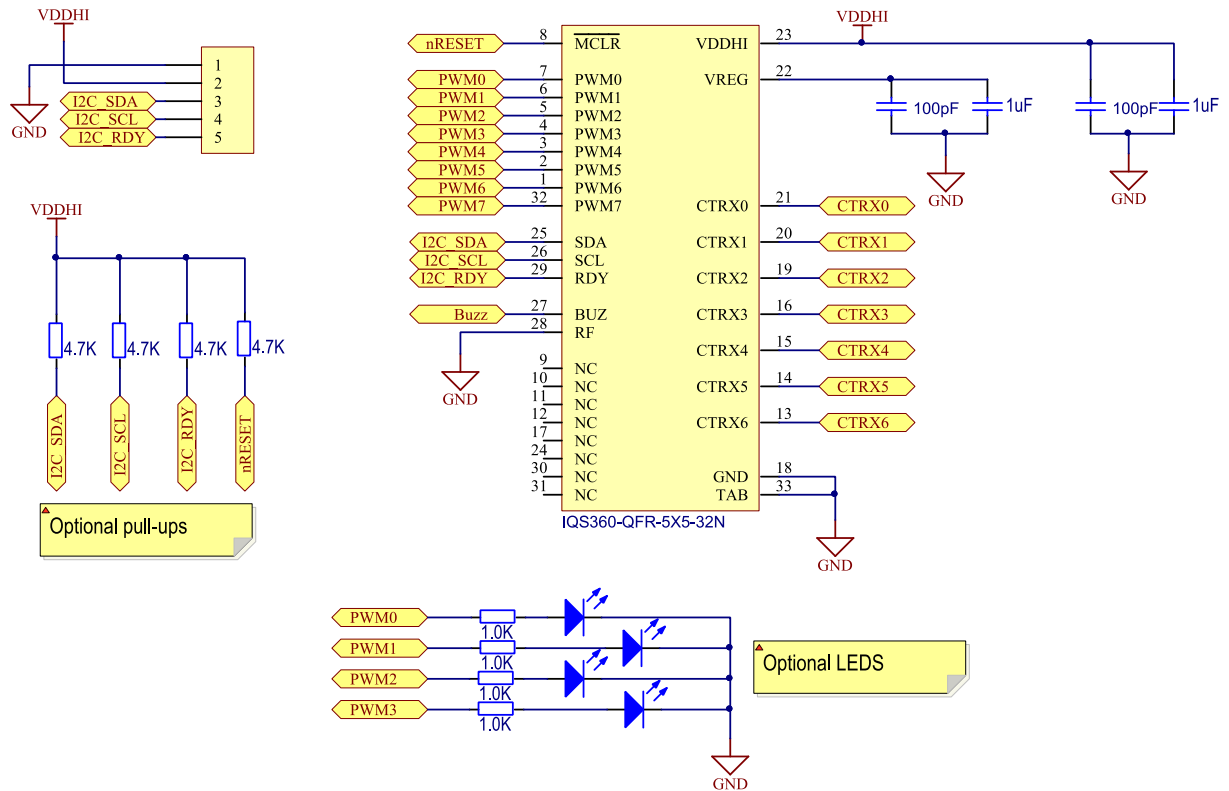 VDDHI
1
2
I2C_SDA 3
I2C_SCL 4
I2C_RDY 5
GND
VDDHI
4.7K 4.7K 4.7K 4.7K
I2C_SDA
I2C_SCL
I2C_RDY
nRESET
Optional pull-ups
nRESET 8 MCLR
PWM0 7 PWM0
PWM1 6 PWM1
PWM2 5 PWM2
PWM3 4 PWM3
PWM4 3 PWM4
PWM5 2 PWM5
PWM6 1 PWM6
PWM7 32 PWM7
I2C_SDA 25 SDA
I2C_SCL 26 SCL
I2C_RDY 29 RDY
Buzz 27 BUZ
28 RF
GND
9 NC
10 NC
11 NC
12 NC
17 NC
24 NC
30 NC
31 NC
VDDHI 23
VREG 22
CTRX0 21 CTRX0
CTRX1 20 CTRX1
CTRX2 19 CTRX2
CTRX3 16 CTRX3
CTRX4 15 CTRX4
CTRX5 14 CTRX5
CTRX6 13 CTRX6
GND 18
TAB 33
GND
IQS360-QFR-5X5-32N
VDDHI
100pF 1uF
GND
100pF 1uF
GND
PWM0
1.0K
PWM1
1.0K
PWM2
1.0K
PWM3
1.0K
GND
Optional LEDS